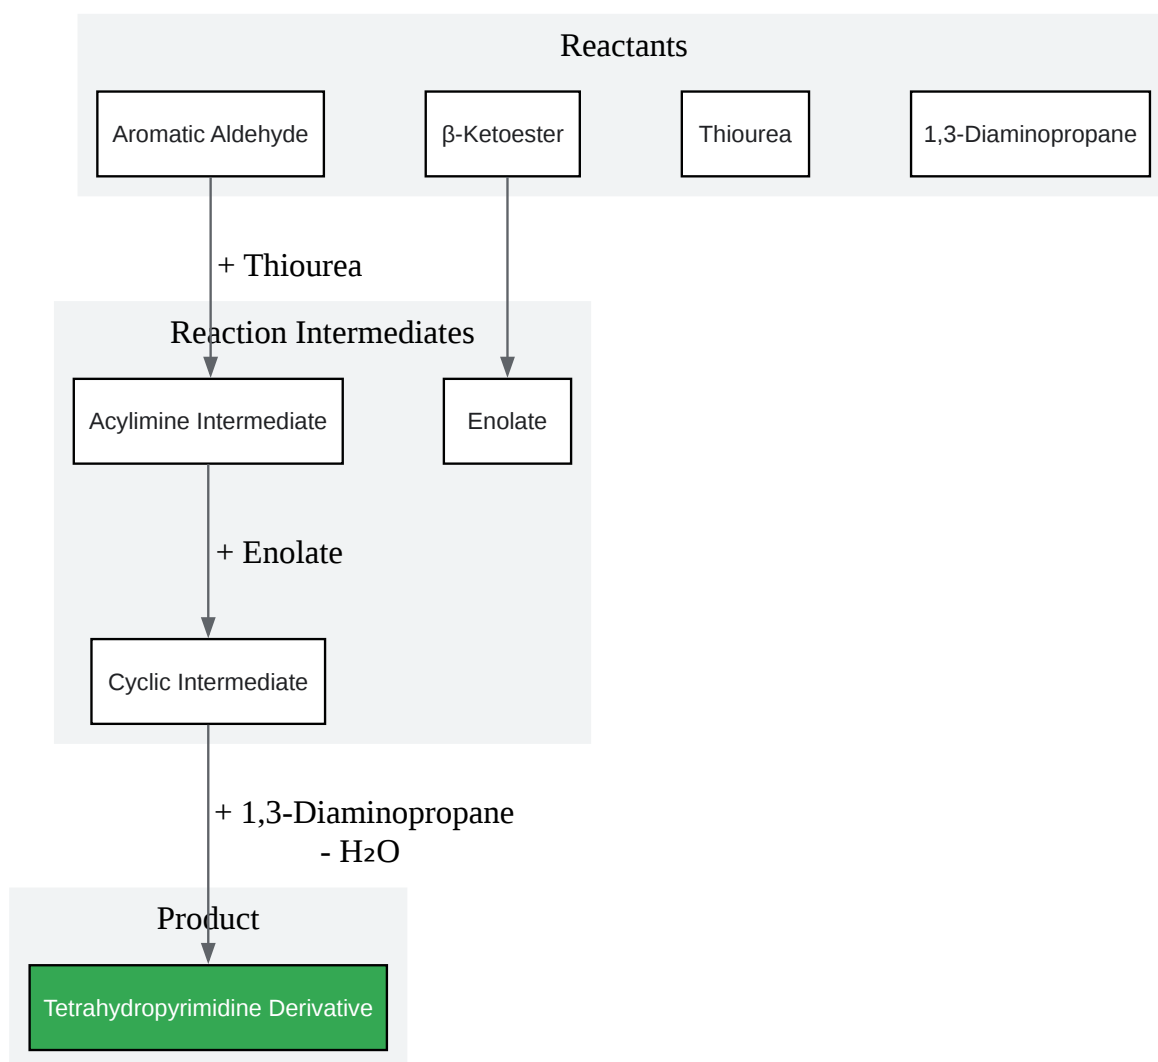 Reactants
Aromatic Aldehyde
β-Ketoester
Thiourea
1,3-Diaminopropane
+ Thiourea
Reaction Intermediates
Acylimine Intermediate
Enolate
+ Enolate
Cyclic Intermediate
+ 1,3-Diaminopropane
- H₂O
Product
Tetrahydropyrimidine Derivative